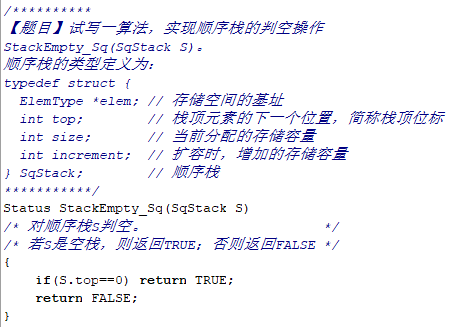 /**********
【题目】试写一算法，实现顺序栈的判空操作
StackEmpty_Sq(SqStack S)。
顺序栈的类型定义为：
typedef struct {
  ElemType *elem; // 存储空间的基址
  int top;        // 栈顶元素的下一个位置，简称栈顶位标
  int size;       // 当前分配的存储容量
  int increment;  // 扩容时，增加的存储容量
} SqStack;        // 顺序栈
***********/
Status StackEmpty_Sq(SqStack S)
/* 对顺序栈S判空。                      */
/* 若S是空栈，则返回TRUE；否则返回FALSE */
{
    if(S.top==0) return TRUE;
    return FALSE;
}